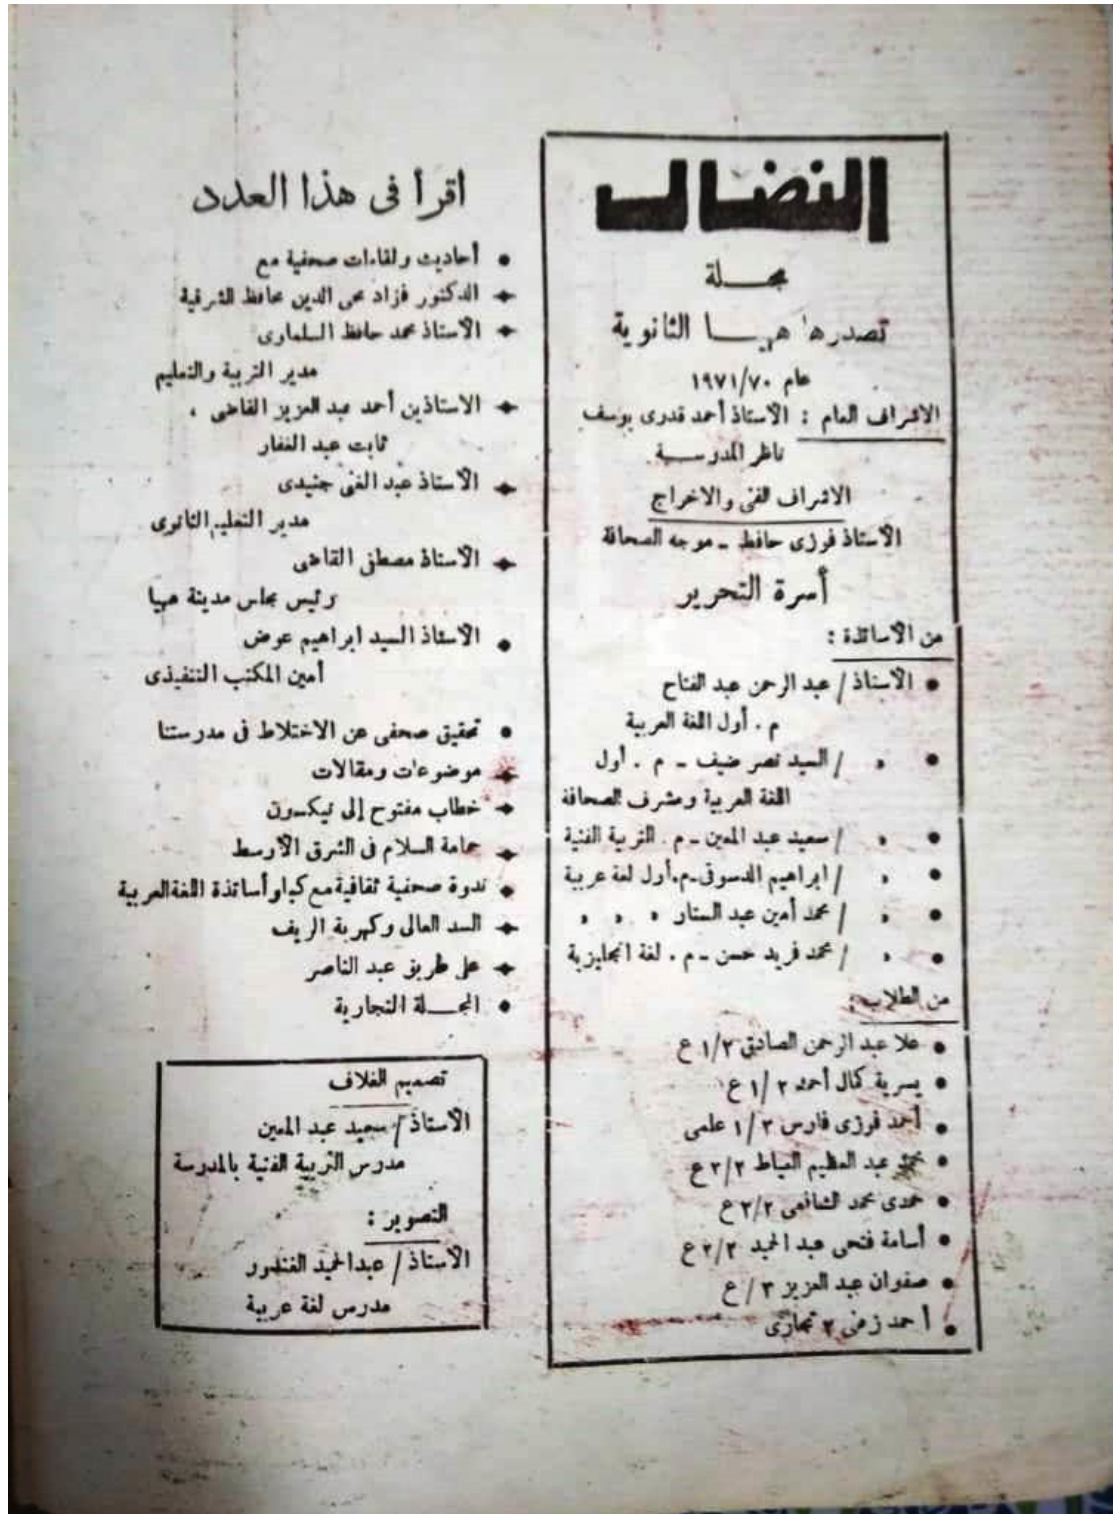 النضال
مجلة
تصدرها ههيا الثانوية
عام ١٩٧١/٧٠
الاشراف العام : الأستاذ أحمد قدرى يوسف
ناظر المدرسة
الاشراف الفنى والاخراج
الأستاذ فوزى حافظ - موجه الصحافة
أسرة التحرير
من الأساتذة :
• الأستاذ / عبد الرحمن عبد الفتاح
م . أول اللغة العربية
• » » / السيد نصر ضيف - م . أول
اللغة العربية ومشرف الصحافة
• » » / سعيد عبد المعين - م . التربية الفنية
• » » / ابراهيم الدسوقى - م . أول لغة عربية
• » » / محمد أمين عبد الستار » » »
• » » / محمد فريد حسن - م . لغة انجليزية
من الطلاب :
• علا عبد الرحمن الصادق ١/٣ ع
• يسرية كمال أحمد ١/٢ ع
• أحمد فوزى فارس ١/٣ علمى
• عبد العظيم العياط ٢/٢ ع
• حمدى محمد الشافعى ٢/٢ ع
• أسامة فتحى عبد الحميد ٢/٢ ع
• صفوان عبد العزيز ٣/ ع
• أحمد ٢ تجارى
اقرأ فى هذا العدد
• أحاديث ولقاءات صحفية مع
الدكتور فؤاد محى الدين محافظ الشرقية
الأستاذ محمد حافظ السلماوى
مدير التربية والتعليم
الاستاذين أحمد عبد العزيز القاضى ،
ثابت عبد الغفار
الأستاذ عبد الغنى جنيدى
مدير التعليم الثانوى
الأستاذ مصطفى القاضى
رئيس مجلس مدينة ههيا
• الأستاذ السيد ابراهيم عوض
أمين المكتب التنفيذى
• تحقيق صحفى عن الاختلاط فى مدرستنا
موضوعات ومقالات
خطاب مفتوح إلى نيكسون
حمامة السلام فى الشرق الأوسط
ندوة صحفية ثقافية مع كبار أساتذة اللغة العربية
السد العالى وكهربة الريف
على طريق عبد الناصر
• المجلة التجارية
تصميم الغلاف
الأستاذ / سعيد عبد المعين
مدرس التربية الفنية بالمدرسة
التصوير :
الأستاذ / عبد الحميد الغندور
مدرس لغة عربية